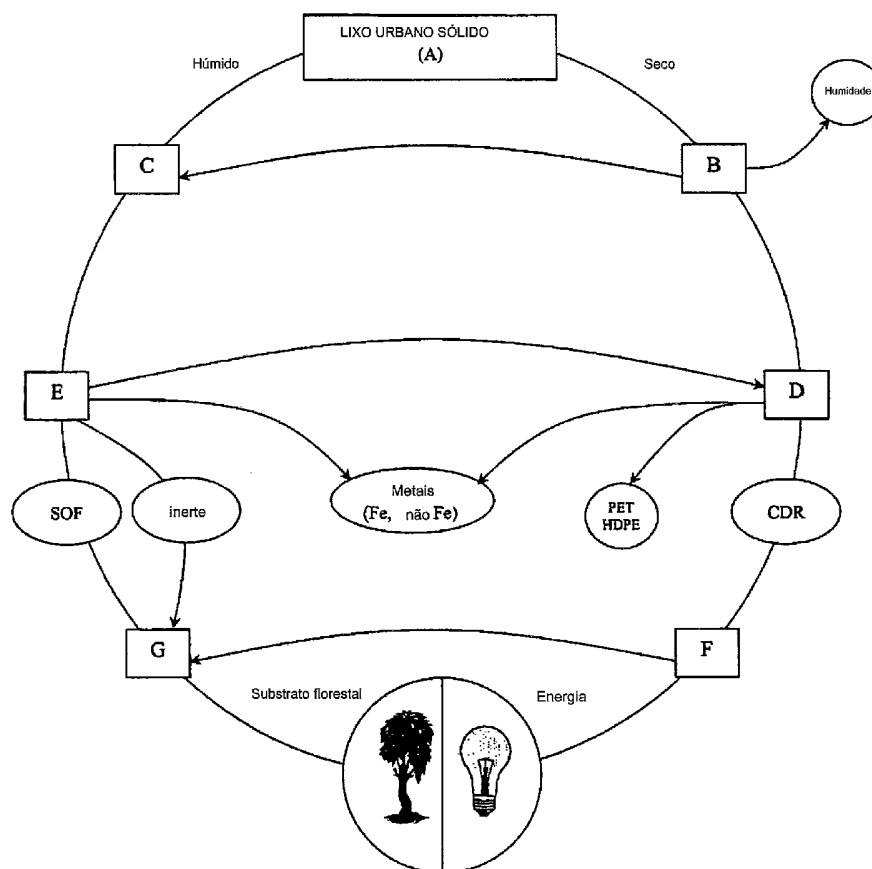 LIXO URBANO SÓLIDO
(A)
Húmido
Seco
Humidade
C
B
E
D
SOF
inerte
Metais
(Fe, não Fe)
PET
HDPE
CDR
G
F
Substrato florestal
Energia